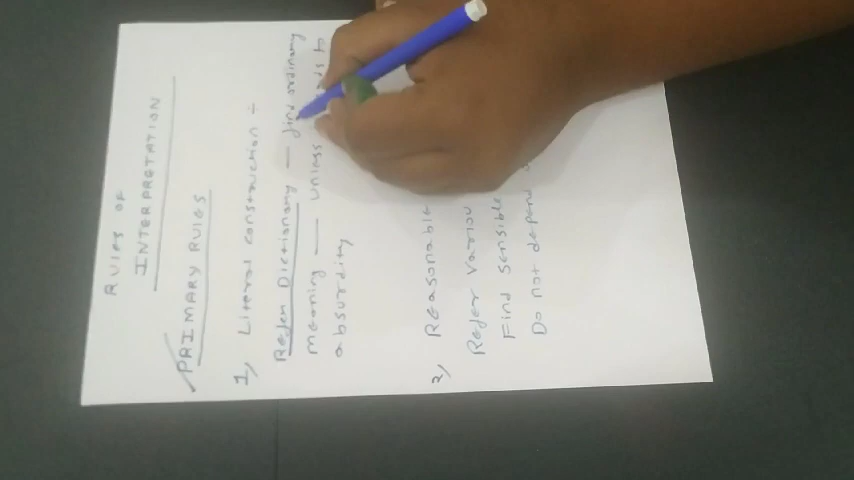 RULES OF
INTERPRETATION
PRIMARY RULES
1, Literal construction ÷
Refer Dictionary — find ordinary
meaning — unless
absurdity
2, Reasonable
Refer
Find sensible
Do not depend